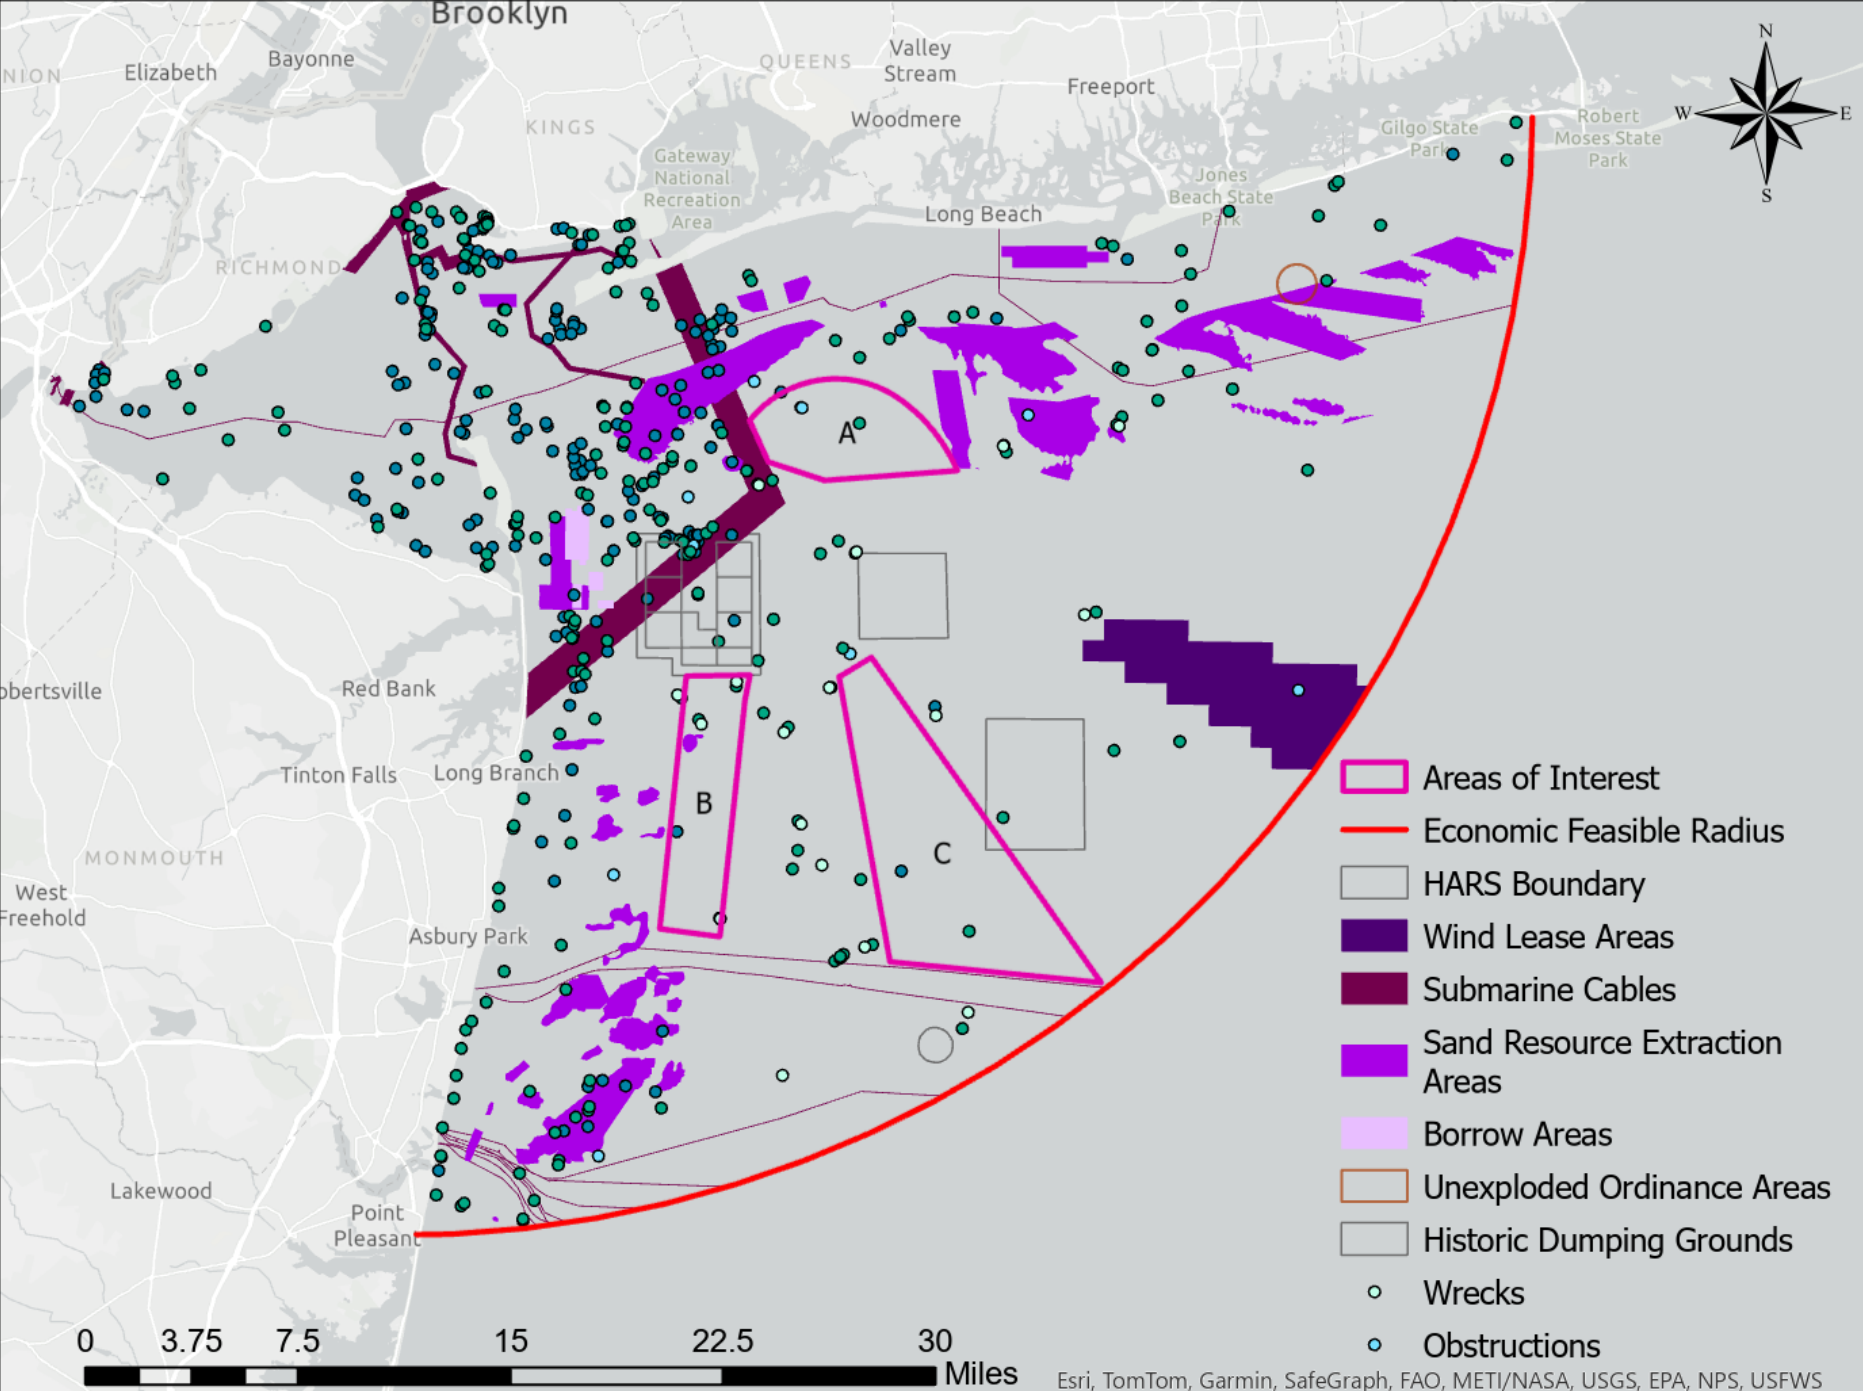 Brooklyn
N
NION
Elizabeth
Bayonne
QUEENS
Valley
Stream
Freeport
W
E
S
KINGS
Woodmere
Gilgo State
Park
Robert
Moses State
Park
Gateway
National
Recreation
Area
Jones
Beach State
Park
Long Beach
RICHMOND
A
obertsville
Red Bank
Tinton Falls
Long Branch
B
C
MONMOUTH
West
Freehold
Asbury Park
Lakewood
Point
Pleasant
Areas of Interest
Economic Feasible Radius
HARS Boundary
Wind Lease Areas
Submarine Cables
Sand Resource Extraction
Areas
Borrow Areas
Unexploded Ordinance Areas
Historic Dumping Grounds
Wrecks
Obstructions
0 3.75 7.5 15 22.5 30
Miles
Esri, TomTom, Garmin, SafeGraph, FAO, METI/NASA, USGS, EPA, NPS, USFWS